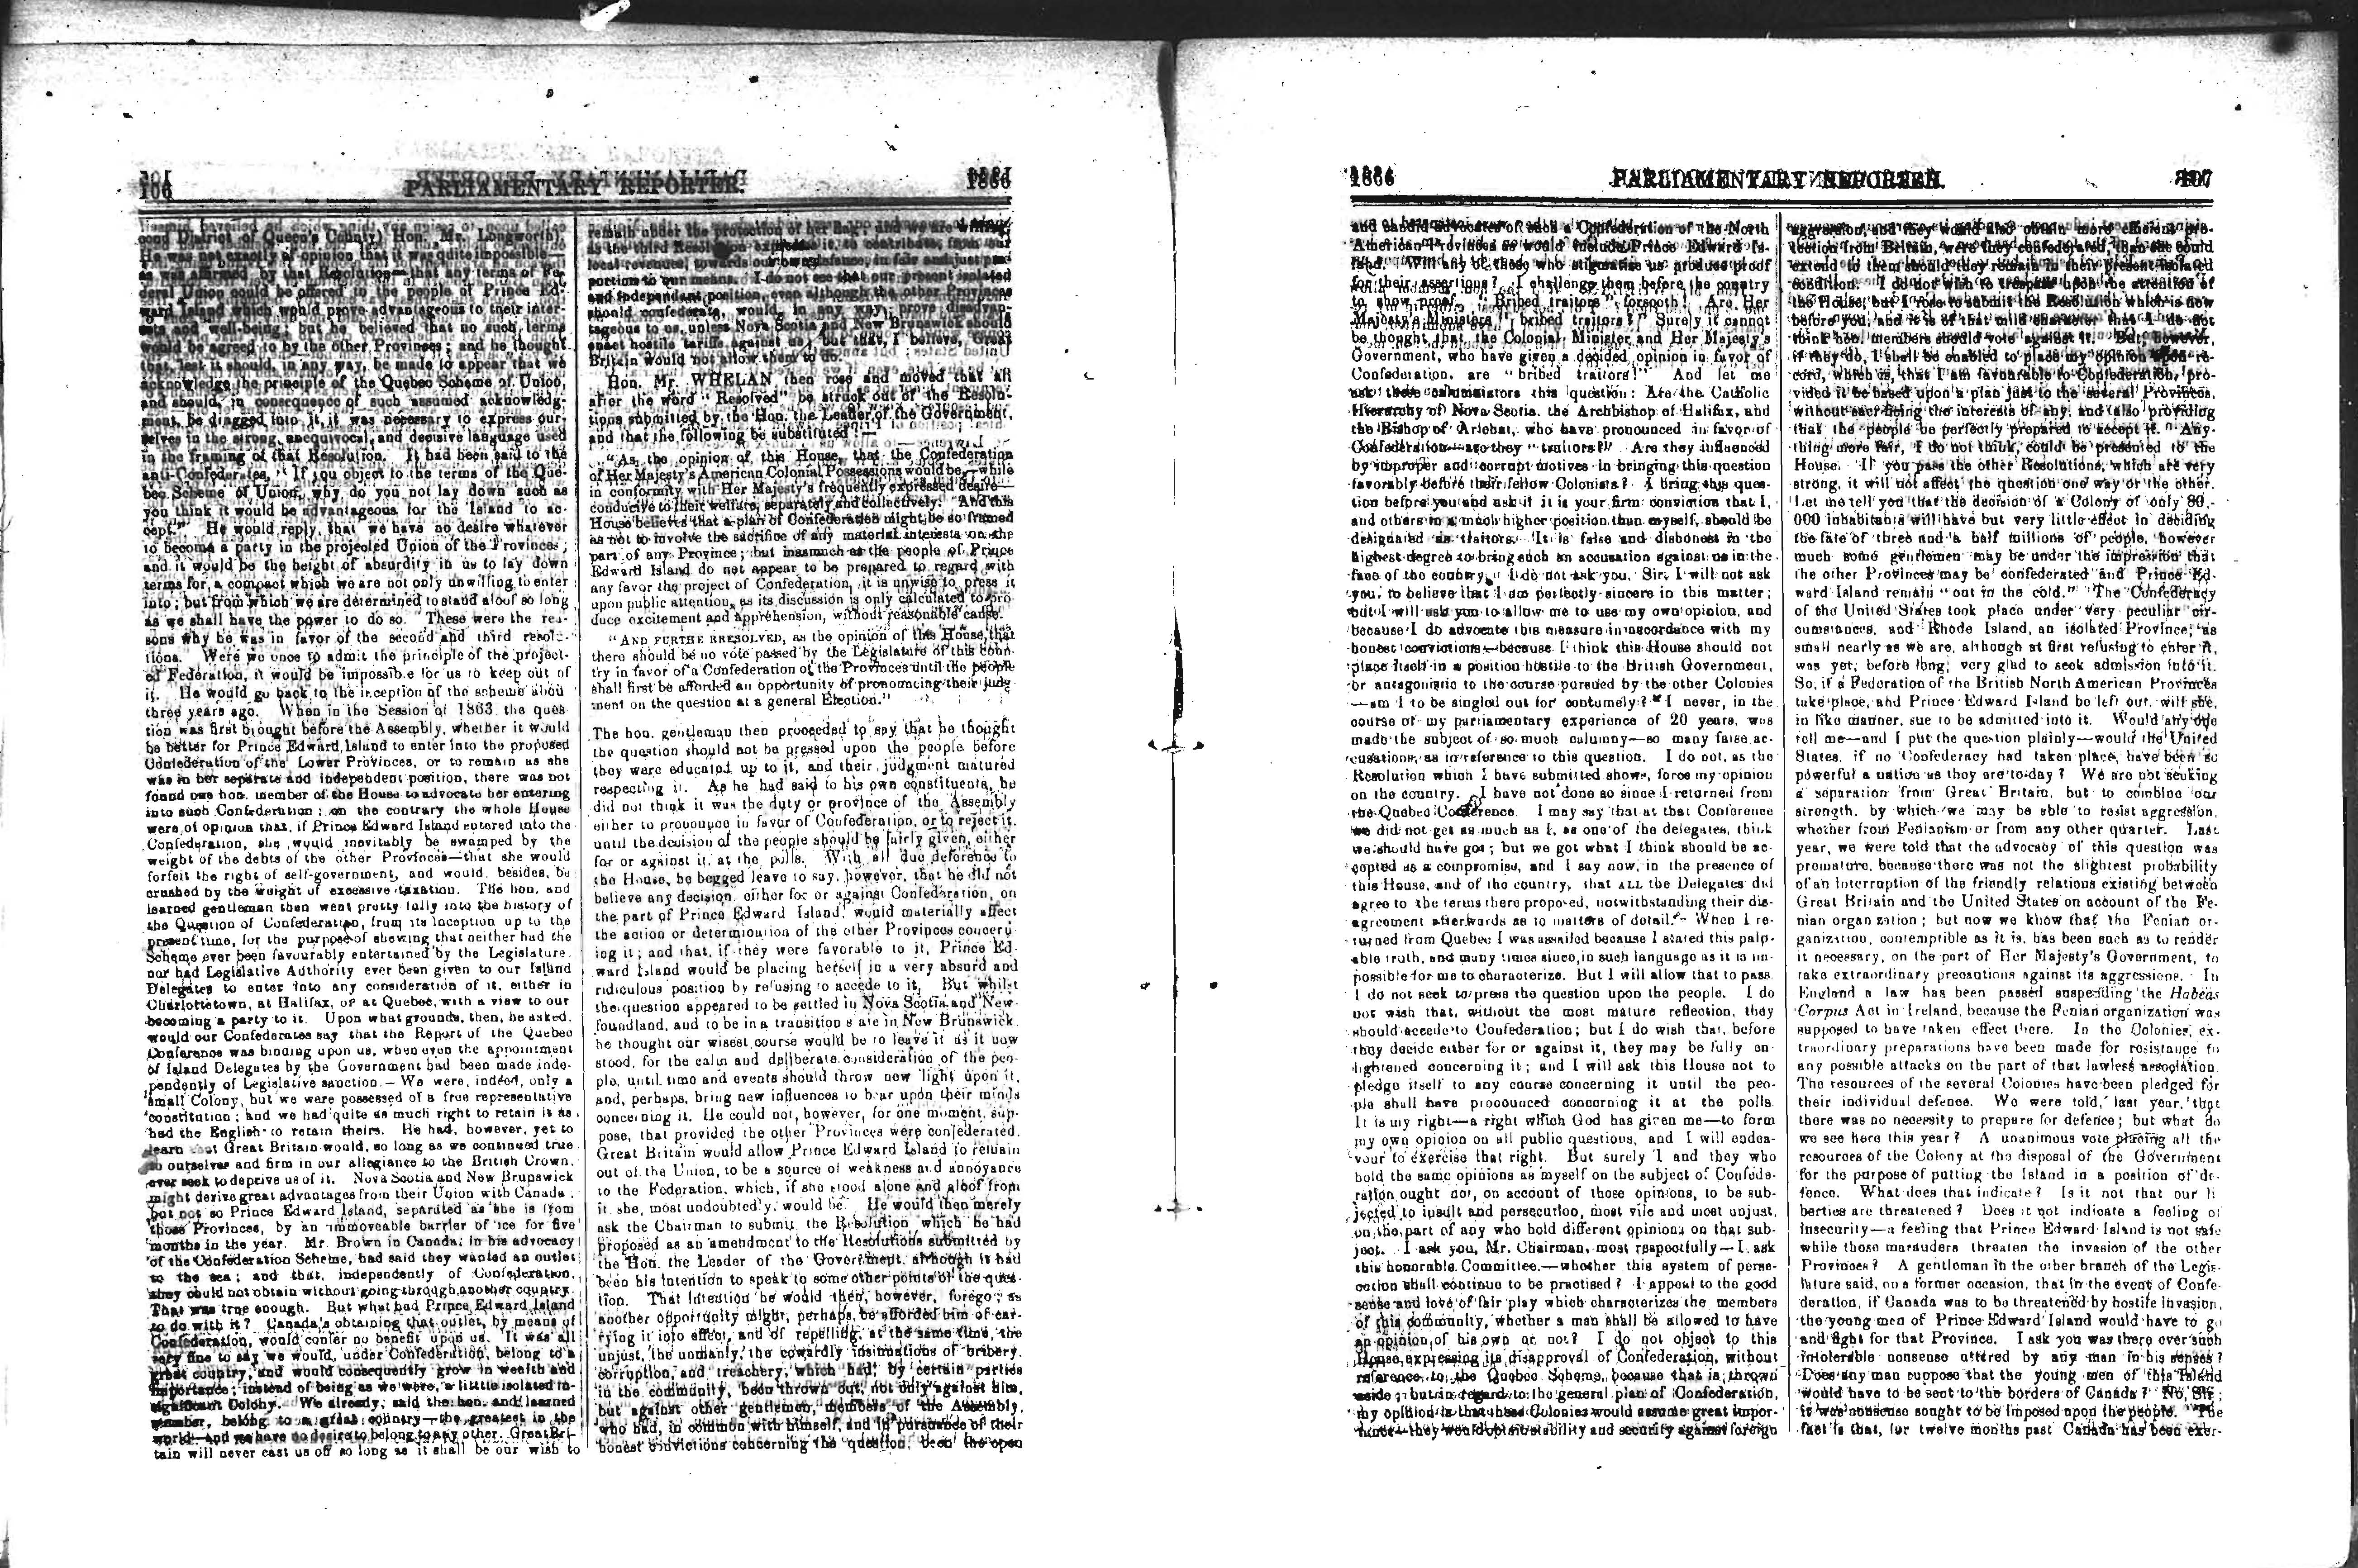 106 PARLIAMENTARY REPORTER. 1866
cond District of Queen's County) Hon. Mr. Longworth)
He was not exactly of opinion that it was quite impossible—
as was affirmed by that Resolution—that any terms of Fe-
deral Union could be offered to the people of Prince Ed-
ward Island which would prove advantageous to their inter-
ests and well-being; but he believed that no such terms
would be agreed to by the other Provinces; and he thought
that, lest it should, in any way, be made to appear that we
acknowledge the principle of the Quebec Scheme of Union,
and should, in consequence of such assumed acknowledg-
ment, be dragged into it, it was necessary to express our-
selves in the strong, unequivocal, and decisive language used
in the framing of that Resolution. It had been said to the
anti-Confederates, "If you object to the terms of the Que-
bec Scheme of Union, why do you not lay down such as
you think it would be advantageous for the Island to ac-
cept?" He would reply, that we have no desire whatever
to become a party in the projected Union of the Provinces;
and it would be the height of absurdity in us to lay down
terms for a compact which we are not only unwilling to enter
into; but from which we are determined to stand aloof so long
as we shall have the power to do so. These were the rea-
sons why he was in favor of the second and third resolu-
tions. Were we once to admit the principle of the project-
ed Federation, it would be impossible for us to keep out of
it. He would go back to the inception of the scheme abou
three years ago. When in the Session of 1863 the ques
tion was first brought before the Assembly, whether it would
be better for Prince Edward Island to enter into the proposed
Confederation of the Lower Provinces, or to remain as she
was in her separate and independent position, there was not
found one hon. member of the House to advocate her entering
into such Confederation; on the contrary the whole House
were of opinion that, if Prince Edward Island entered into the
Confederation, she would inevitably be swamped by the
weight of the debts of the other Provinces—that she would
forfeit the right of self-government, and would, besides, be
crushed by the weight of excessive taxation. The hon. and
learned gentleman then went pretty fully into the history of
the Question of Confederation, from its inception up to the
present time, for the purpose of shewing that neither had the
Scheme ever been favourably entertained by the Legislature,
nor had Legislative Authority ever been given to our Island
Delegates to enter into any consideration of it, either in
Charlottetown, at Halifax, or at Quebec, with a view to our
becoming a party to it. Upon what grounds, then, he asked,
would our Confederates say that the Report of the Quebec
Conference was binding upon us, when even the appointment
of Island Delegates by the Government had been made inde-
pendently of Legislative sanction.—We were, indeed, only a
small Colony, but we were possessed of a free representative
constitution; and we had quite as much right to retain it as
had the English to retain theirs. He had, however, yet to
learn that Great Britain would, so long as we continued true
to ourselves and firm in our allegiance to the British Crown,
ever seek to deprive us of it. Nova Scotia and New Brunswick
might derive great advantages from their Union with Canada;
but not so Prince Edward Island, separated as she is from
those Provinces, by an immoveable barrier of ice for five
months in the year. Mr. Brown in Canada, in his advocacy
of the Confederation Scheme, had said they wanted an outlet
to the sea; and that, independently of Confederation,
they could not obtain without going through another country.
That was true enough. But what had Prince Edward Island
to do with it? Canada's obtaining that outlet, by means of
Confederation, would confer no benefit upon us. It was all
very fine to say we would, under Confederation, belong to a
great country, and would consequently grow in wealth and
importance; instead of being as we were, a little isolated in-
significant Colony. We already, said the hon. and learned
member, belong to a great country—the greatest in the
world—and we have no desire to belong to any other. Great Bri-
tain will never cast us off so long as it shall be our wish to
remain under the protection of her flag; and we are willing,
as the third Resolution expresses it, to contribute, from our
local revenues, towards our defence, in fair and just pro
portion to our means. I do not see that our present isolated
and independent position, even although the other Provinces
should confederate, would, in any way, prove disadvan-
tageous to us, unless Nova Scotia and New Brunswick should
enact hostile tariffs against us; but that, I believe, Great
Britain would not allow them to do.
Hon. Mr. WHELAN then rose and moved that all
after the word "Resolved" be struck out of the Resolu-
tions submitted by the Hon. the Leader of the Government,
and that the following be substituted:—
"As the opinion of this House, that the Confederation
of Her Majesty's American Colonial Possessions would be,—while
in conformity with Her Majesty's frequently expressed desire—
conducive to their welfare, separately and collectively. And this
House believes that a plan of Confederation might be so framed
as not to involve the sacrifice of any material interests on the
part of any Province; but inasmuch as the people of Prince
Edward Island do not appear to be prepared to regard with
any favor the project of Confederation, it is unwise to press it
upon public attention, as its discussion is only calculated to pro
duce excitement and apprehension, without reasonable cause.
"AND FURTHE RRESOLVED, as the opinion of this House, that
there should be no vote passed by the Legislature of this coun-
try in favor of a Confederation of the Provinces until the people
shall first be afforded an opportunity of pronouncing their judg
ment on the question at a general Election."
The hon. gentleman then proceeded to say that he thought
the question should not be pressed upon the people before
they were educated up to it, and their judgment matured
respecting it. As he had said to his own constituents, he
did not think it was the duty or province of the Assembly
either to pronounce in favor of Confederation, or to reject it,
until the decision of the people should be fairly given, either
for or against it, at the polls. With all due deference to
the House, he begged leave to say, however, that he did not
believe any decision, either for or against Confederation, on
the part of Prince Edward Island, would materially affect
the action or determination of the other Provinces concern
ing it; and that, if they were favorable to it, Prince Ed-
ward Island would be placing herself in a very absurd and
ridiculous position by refusing to accede to it. But whilst
the question appeared to be settled in Nova Scotia and New-
foundland, and to be in a transition state in New Brunswick,
he thought our wisest course would be to leave it as it now
stood, for the calm and deliberate consideration of the peo-
ple, until time and events should throw new light upon it,
and, perhaps, bring new influences to bear upon their minds
concerning it. He could not, however, for one moment, sup-
pose, that provided the other Provinces were confederated,
Great Britain would allow Prince Edward Island to remain
out of the Union, to be a source of weakness and annoyance
to the Federation, which, if she stood alone and aloof from
it she, most undoubtedly, would be He would then merely
ask the Chairman to submit the Resolution which he had
proposed as an amendment to the Resolutions submitted by
the Hon. the Leader of the Government, although it had
been his intention to speak to some other points of the ques
tion. That intention he would then, however, forego; as
another opportunity might, perhaps, be afforded him of car-
rying it into effect, and of repelling, at the same time, the
unjust, the unmanly, the cowardly insinuations of bribery,
corruption, and treachery, which had, by certain parties
in the community, been thrown out, not only against him,
but against other gentlemen, members of the Assembly,
who had, in common with himself, and in pursuance of their
honest convictions concerning the question, been the open
1866 PARLIAMENTARY REPORTER. 107
and candid advocates of such a Confederation of the North
American Provinces as would include Prince Edward Is-
land. Will any of those who stigmatise us produce proof
for their assertions? I challenge them before the country
to show proof. "Bribed traitors" forsooth! Are Her
Majesty's Ministers "bribed traitors?" Surely it cannot
be thought that the Colonial Minister and Her Majesty's
Government, who have given a decided opinion in favor of
Confederation, are "bribed traitors!" And let me
ask these calumniators this question: Are the Catholic
Hierarchy of Nova Scotia, the Archbishop of Halifax, and
the Bishop of Arichat, who have pronounced in favor of
Confederation—are they "traitors?" Are they influenced
by improper and corrupt motives in bringing this question
favorably before their fellow Colonists? I bring this ques-
tion before you and ask if it is your firm conviction that I,
and others in a much higher position than myself, should be
designated as traitors. It is false and dishonest in the
highest degree to bring such an accusation against us in the
face of the country. I do not ask you, Sir, I will not ask
you, to believe that I am perfectly sincere in this matter;
but I will ask you to allow me to use my own opinion, and
because I do advocate this measure in accordance with my
honest convictions—because I think this House should not
place itself in a position hostile to the British Government,
or antagonistic to the course pursued by the other Colonies
—am I to be singled out for contumely? I never, in the
course of my parliamentary experience of 20 years, was
made the subject of so much calumny—so many false ac-
cusations, as in reference to this question. I do not, as the
Resolution which I have submitted shows, force my opinion
on the country. I have not done so since I returned from
the Quebec Conference. I may say that at that Conference
we did not get as much as I, as one of the delegates, think
we should have got; but we got what I think should be ac-
cepted as a compromise, and I say now, in the presence of
this House, and of the country, that ALL the Delegates did
agree to the terms there proposed, notwithstanding their dis-
agreement afterwards as to matters of detail. When I re-
turned from Quebec I was assailed because I stated this palp-
able truth, and many times since, in such language as it is im-
possible for me to characterize. But I will allow that to pass.
I do not seek to press the question upon the people. I do
not wish that, without the most mature reflection, they
should accede to Confederation; but I do wish that, before
they decide either for or against it, they may be fully en-
lightened concerning it; and I will ask this House not to
pledge itself to any course concerning it until the peo-
ple shall have pronounced concerning it at the polls.
It is my right—a right which God has given me—to form
my own opinion on all public questions, and I will endea-
vour to exercise that right. But surely I and they who
hold the same opinions as myself on the subject of Confede-
ration ought not, on account of those opinions, to be sub-
jected to insult and persecution, most vile and most unjust,
on the part of any who hold different opinions on that sub-
ject. I ask you, Mr. Chairman, most respectfully—I ask
this honorable Committee,—whether this system of perse-
cution shall continue to be practised? I appeal to the good
sense and love of fair play which characterizes the members
of this community, whether a man shall be allowed to have
an opinion of his own or not? I do not object to this
House expressing its disapproval of Confederation, without
reference to the Quebec Scheme, because that is thrown
aside; but in regard to the general plan of Confederation,
my opinion is that these Colonies would assume great impor-
tance—they would obtain stability and security against foreign
aggression, and they would also obtain more efficient pro-
tection from Britain, were they confederated, than she could
extend to them should they remain in their present isolated
condition. I do not wish to trespass upon the attention of
the House, but I rose to submit the Resolution which is now
before you; and it is of that mild character that I do not
think hon. members should vote against it. But, however,
if they do, I shall be enabled to place my opinion upon re-
cord, which is, that I am favourable to Confederation, pro-
vided it be based upon a plan just to the several Provinces,
without sacrificing the interests of any, and also providing
that the people be perfectly prepared to accept it. Any-
thing more fair, I do not think, could be presented to the
House. If you pass the other Resolutions, which are very
strong, it will not affect the question one way or the other.
Let me tell you that the decision of a Colony of only 80,-
000 inhabitants will have but very little effect in deciding
the fate of three and a half millions of people, however
much some gentlemen may be under the impression that
the other Provinces may be confederated and Prince Ed-
ward Island remain "out in the cold." The Confederacy
of the United States took place under very peculiar cir-
cumstances, and Rhode Island, an isolated Province, as
small nearly as we are, although at first refusing to enter it,
was yet, before long, very glad to seek admission into it.
So, if a Federation of the British North American Provinces
take place, and Prince Edward Island be left out, will she,
in like manner, sue to be admitted into it. Would any one
tell me—and I put the question plainly—would the United
States, if no Confederacy had taken place, have been so
powerful a nation as they are to-day? We are not seeking
a separation from Great Britain, but to combine our
strength, by which we may be able to resist aggression,
whether from Fenianism or from any other quarter. Last
year, we were told that the advocacy of this question was
premature, because there was not the slightest probability
of an interruption of the friendly relations existing between
Great Britain and the United States on account of the Fe-
nian organization; but now we know that the Fenian or-
ganization, contemptible as it is, has been such as to render
it necessary, on the part of Her Majesty's Government, to
take extraordinary precautions against its aggressions. In
England a law has been passed suspending the Habeas
Corpus Act in Ireland, because the Fenian organization was
supposed to have taken effect there. In the Colonies, ex-
traordinary preparations have been made for resistance to
any possible attacks on the part of that lawless association.
The resources of the several Colonies have been pledged for
their individual defence. We were told, last year, that
there was no necessity to prepare for defence; but what do
we see here this year? A unanimous vote placing all the
resources of the Colony at the disposal of the Government
for the purpose of putting the Island in a position of de-
fence. What does that indicate? Is it not that our li
berties are threatened? Does it not indicate a feeling of
insecurity—a feeling that Prince Edward Island is not safe
while those marauders threaten the invasion of the other
Provinces? A gentleman in the other branch of the Legis-
lature said, on a former occasion, that in the event of Confe-
deration, if Canada was to be threatened by hostile invasion,
the young men of Prince Edward Island would have to go
and fight for that Province. I ask you was there ever such
intolerable nonsense uttered by any man in his senses?
Does any man suppose that the young men of this Island
would have to be sent to the borders of Canada? No, Sir;
it was nonsense sought to be imposed upon the people. The
fact is that, for twelve months past Canada has been exer-